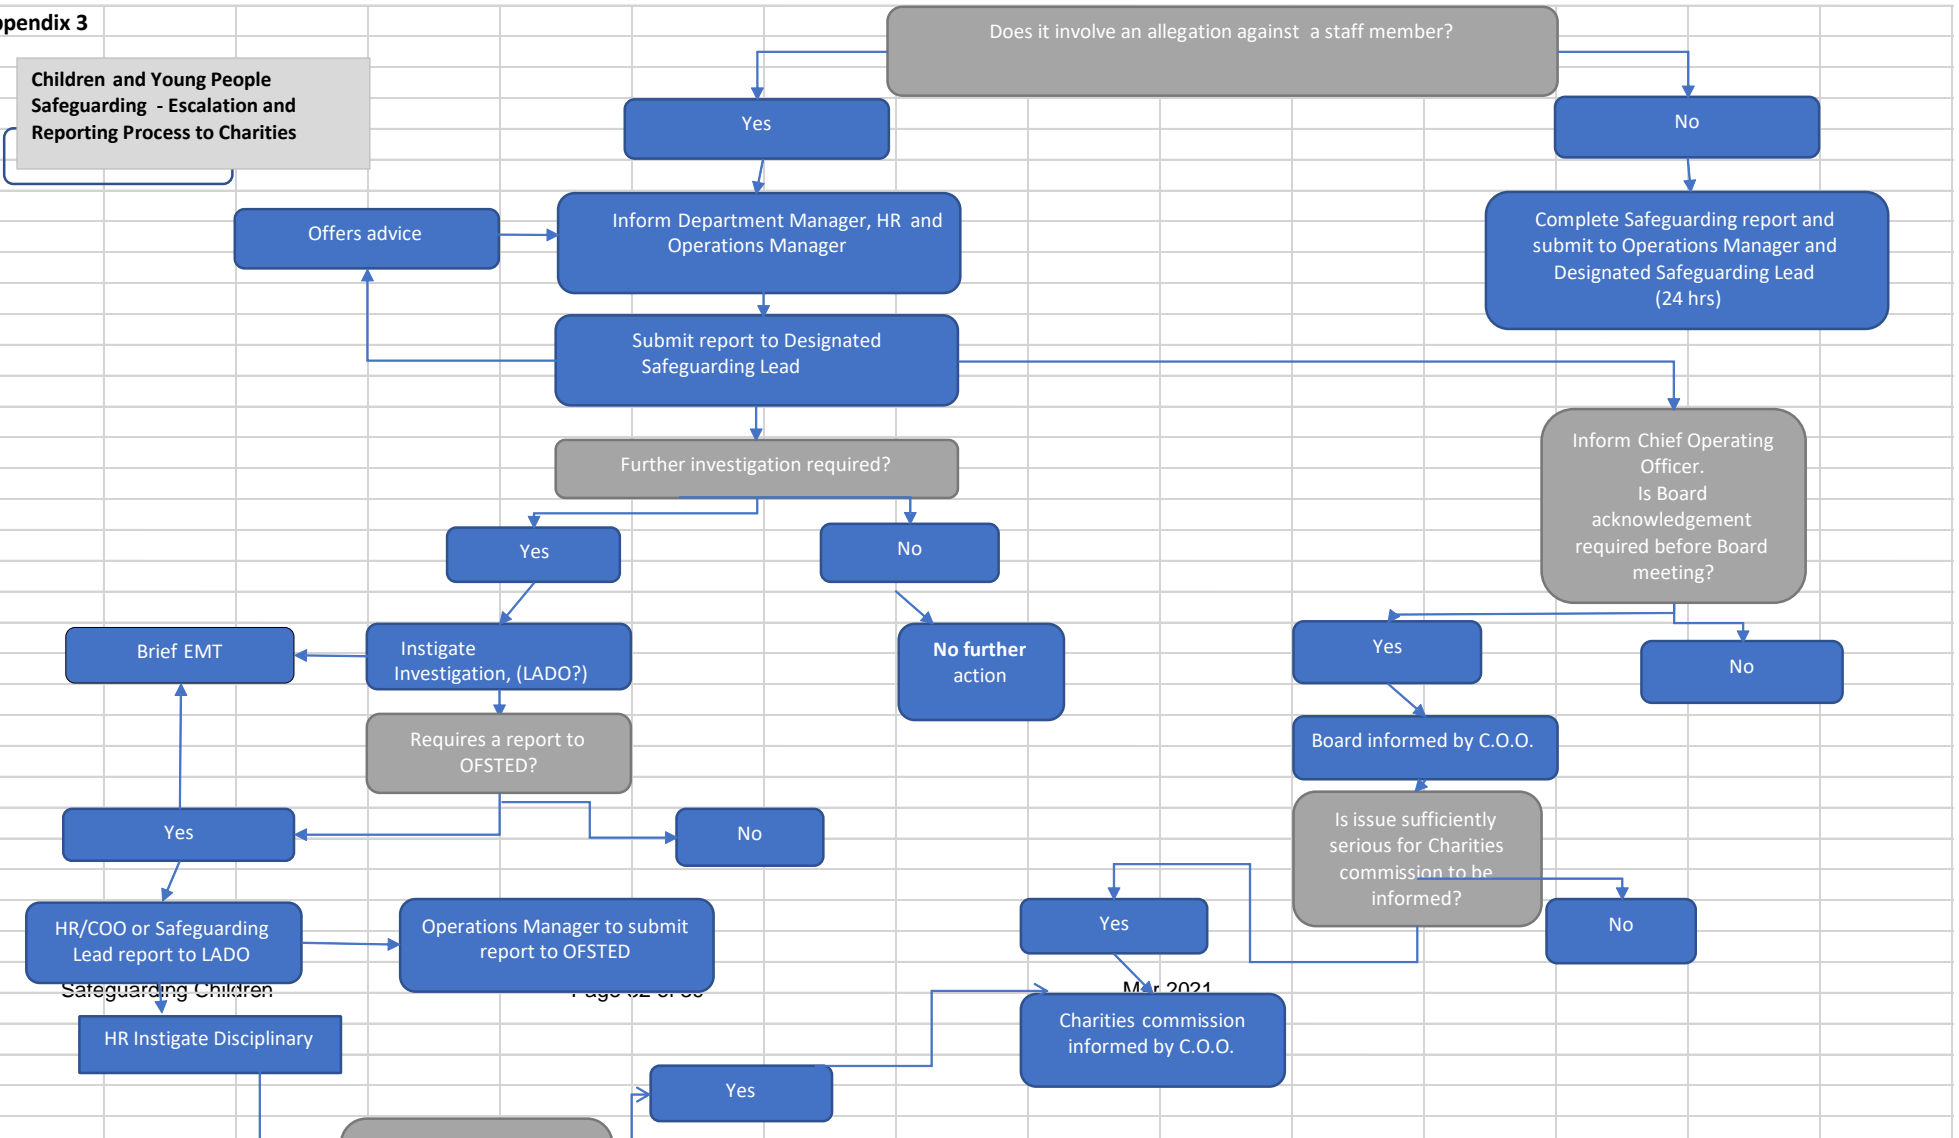 ppendix 3
Children and Young People
Safeguarding - Escalation and
Reporting Process to Charities
Does it involve an allegation against a staff member?
Yes
No
Offers advice
Inform Department Manager, HR and
Operations Manager
Complete Safeguarding report and
submit to Operations Manager and
Designated Safeguarding Lead
(24 hrs)
Submit report to Designated
Safeguarding Lead
Further investigation required?
Inform Chief Operating
Officer.
Is Board
acknowledgement
required before Board
meeting?
Yes
No
Brief EMT
Instigate
Investigation, (LADO?)
No further
action
Yes
No
Requires a report to
OFSTED?
Board informed by C.O.O.
Yes
No
Is issue sufficiently
serious for Charities
commission to be
informed?
HR/COO or Safeguarding
Lead report to LADO
Operations Manager to submit
report to OFSTED
Yes
No
Safeguarding Children
Mar 2021
HR Instigate Disciplinary
Charities commission
informed by C.O.O.
Yes